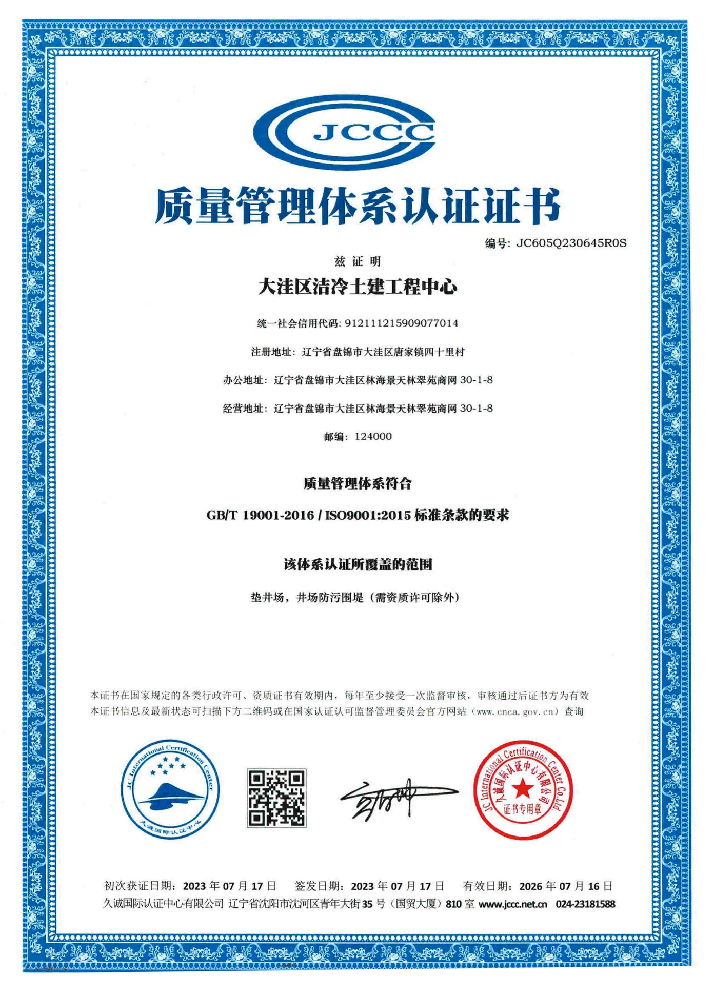 JCCC
质量管理体系认证证书
编号: JC605Q230645R0S
兹 证 明
大洼区洁冷土建工程中心
统一社会信用代码: 912111215909077014
注册地址: 辽宁省盘锦市大洼区唐家镇四十里村
办公地址: 辽宁省盘锦市大洼区林海景天林翠苑商网 30-1-8
经营地址: 辽宁省盘锦市大洼区林海景天林翠苑商网 30-1-8
邮编: 124000
质量管理体系符合
GB/T 19001-2016 / ISO9001:2015 标准条款的要求
该体系认证所覆盖的范围
垫井场，井场防污围堤（需资质许可除外）
本证书在国家规定的各类行政许可、资质证书有效期内，每年至少接受一次监督审核，审核通过后证书方为有效
本证书信息及最新状态可扫描下方二维码或在国家认证认可监督管理委员会官方网站（www.cnca.gov.cn）查询
JC International Certification Center
久诚国际认证中心
JC International Certification Center Co.Ltd
久诚国际认证中心有限公司
证书专用章
初次获证日期: 2023 年 07 月 17 日 签发日期: 2023 年 07 月 17 日 有效日期: 2026 年 07 月 16 日
久诚国际认证中心有限公司 辽宁省沈阳市沈河区青年大街 35 号（国贸大厦）810 室 www.jccc.net.cn 024-23181588